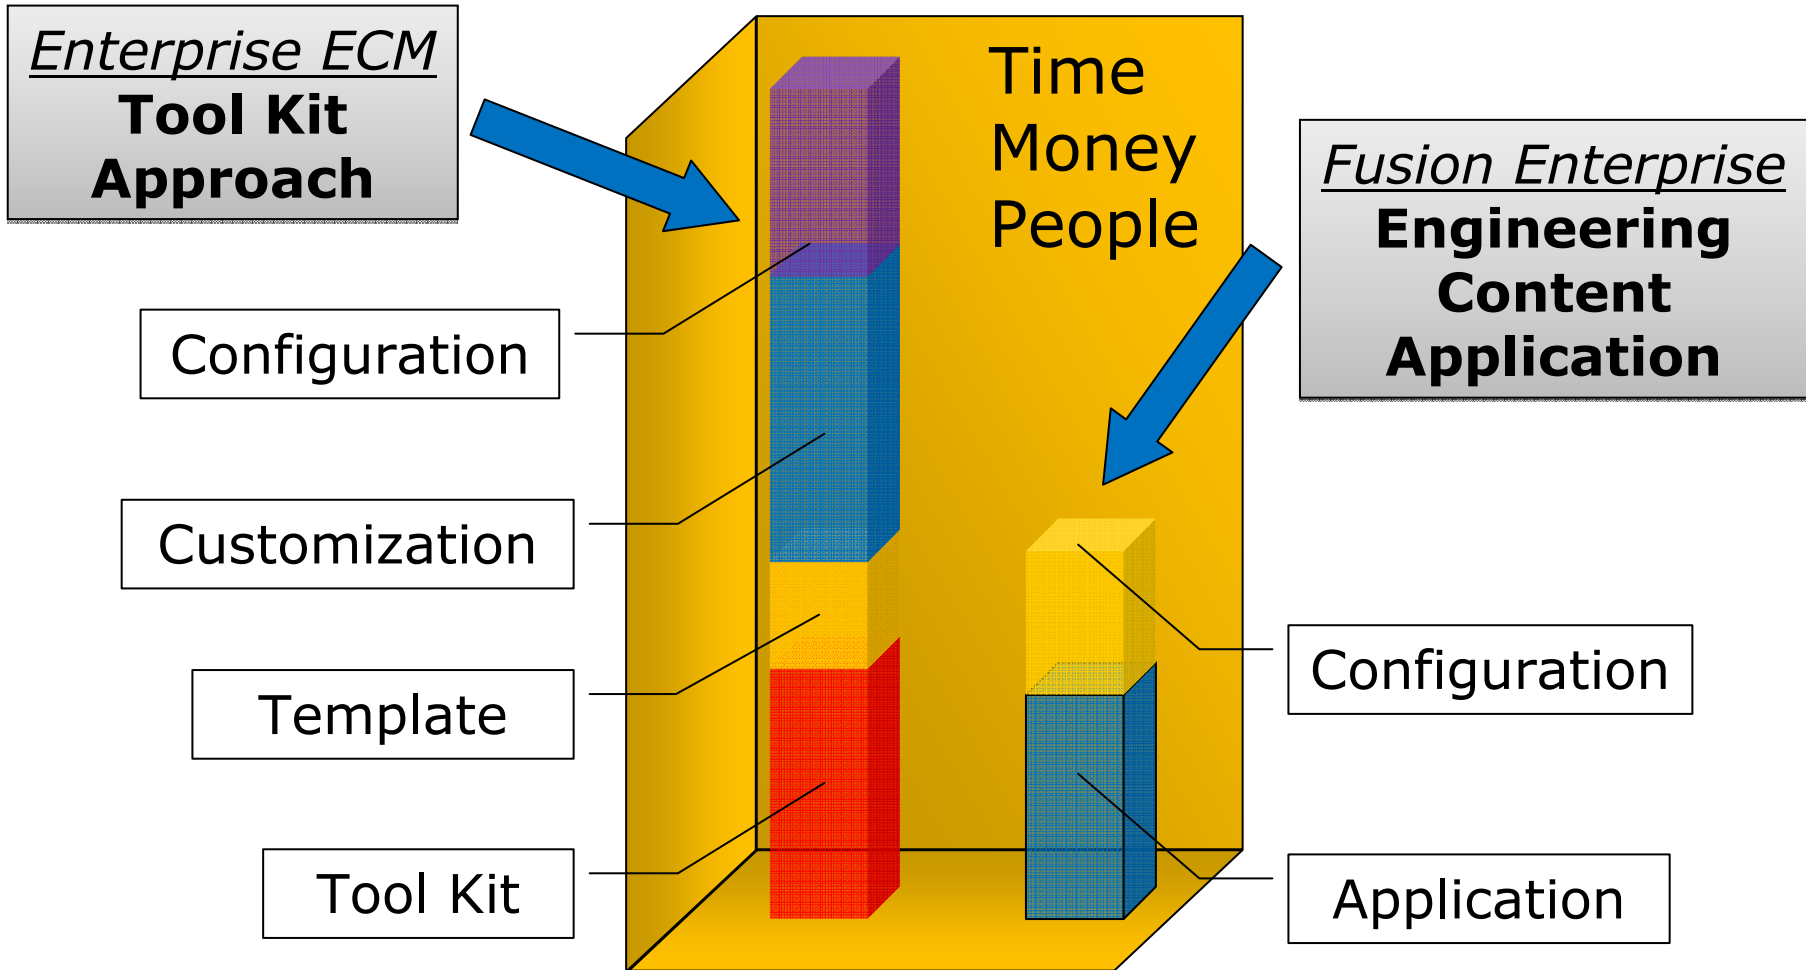 Enterprise ECM
Tool Kit
Approach
Time
Money
People
Fusion Enterprise
Engineering
Content
Application
Configuration
Customization
Template
Tool Kit
Configuration
Application